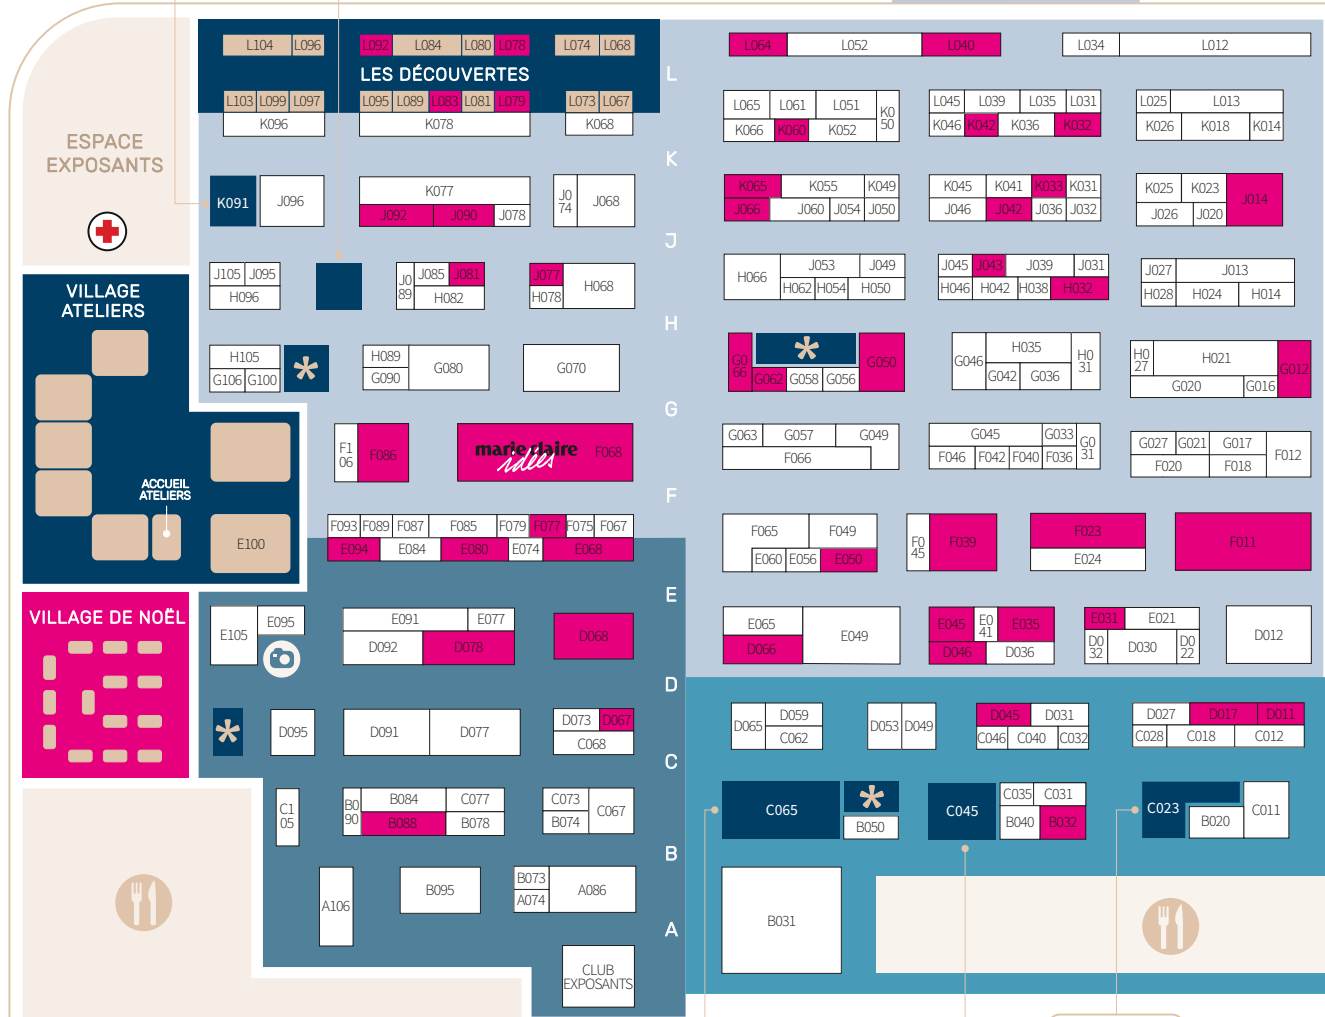 L104 L096 L092 L084 L080 L078 L074 L068 L064 L052 L040 L034 L012
LES DÉCOUVERTES
L
L103 L099 L097 L095 L089 L083 L081 L079 L073 L067 L065 L061 L051 K050 L045 L039 L035 L031 L025 L013
K096 K078 K068 K066 K060 K052 K046 K042 K036 K032 K026 K018 K014
ESPACE
EXPOSANTS
K
K091 J096 K077 J074 J068 K065 K055 K049 K045 K041 K033 K031 K025 K023 J014
J092 J090 J078 J066 J060 J054 J050 J046 J042 J036 J032 J026 J020
J
J105 J095 J089 J085 J081 J077 H068 H066 J053 J049 J045 J043 J039 J031 J027 J013
H096 H082 H078 H062 H054 H050 H046 H042 H038 H032 H028 H024 H014
VILLAGE
ATELIERS
H
H105 * H089 G080 G070 G066 * G050 G046 H035 H031 H027 H021 G012
G106 G100 G090 G062 G058 G056 G042 G036 G020 G016
G
F106 F086 marie claire idées F068 G063 G057 G049 G045 G033 G031 G027 G021 G017 F012
F066 F046 F042 F040 F036 F020 F018
ACCUEIL
ATELIERS
F
E100 F093 F089 F087 F085 F079 F077 F075 F067 F065 F049 F045 F039 F023 F011
E094 E084 E080 E074 E068 E060 E056 E050 E024
E
VILLAGE DE NOËL
E105 E095 E091 E077 D068 E065 E049 E045 E041 E035 E031 E021 D012
D092 D078 D066 D046 D036 D032 D030 D022
D
* D095 D091 D077 D073 D067 D065 D059 D053 D049 D045 D031 D027 D017 D011
C068 C062 C046 C040 C032 C028 C018 C012
C
C105 B090 B084 C077 C073 C067 C065 * C045 C035 C031 C023 C011
B088 B078 B074 B050 B040 B032 B020
B
A106 B095 B073 A086 B031
A074
A
CLUB
EXPOSANTS